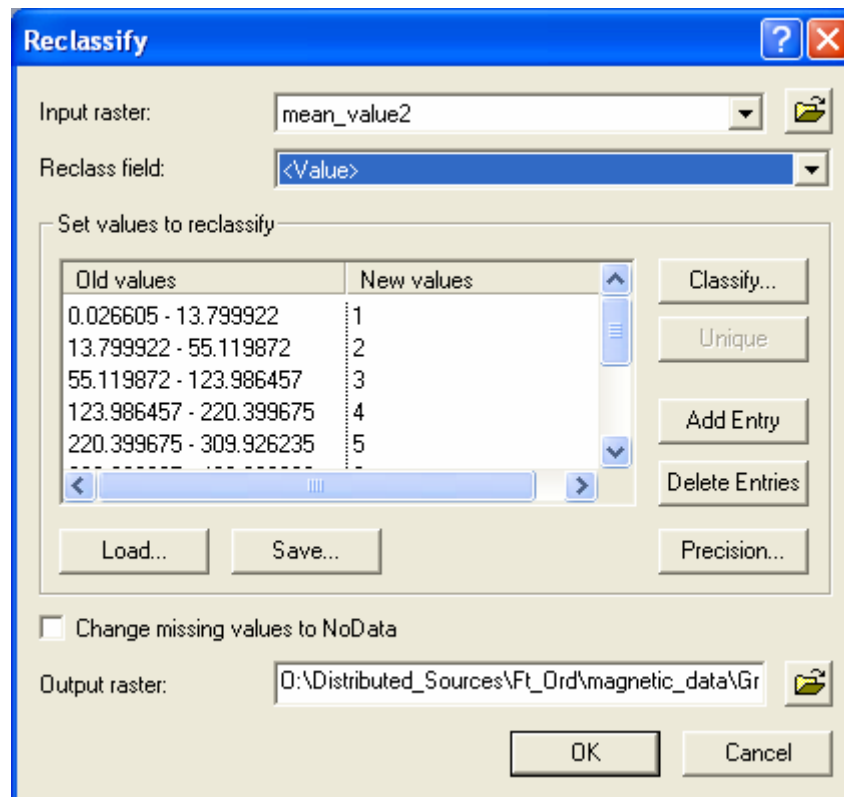 Reclassify
Input raster: mean_value2
Reclass field: <Value>
Set values to reclassify
Old values New values
0.026605 - 13.799922 1
13.799922 - 55.119872 2
55.119872 - 123.986457 3
123.986457 - 220.399675 4
220.399675 - 309.926235 5
Classify...
Unique
Add Entry
Delete Entries
Load... Save... Precision...
Change missing values to NoData
Output raster: O:\Distributed_Sources\Ft_Ord\magnetic_data\Gr
OK Cancel